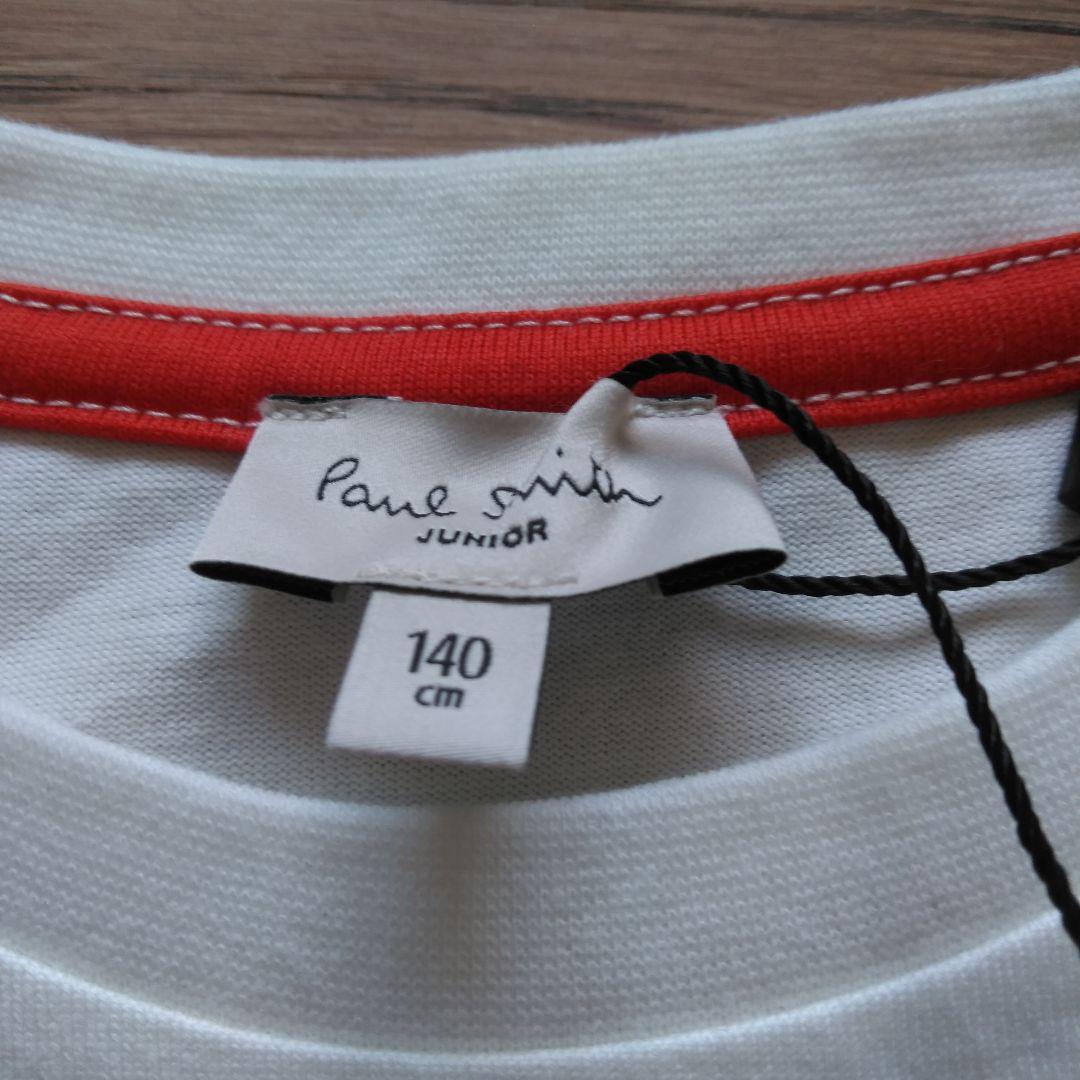 Paul Smith
JUNIOR
140
cm